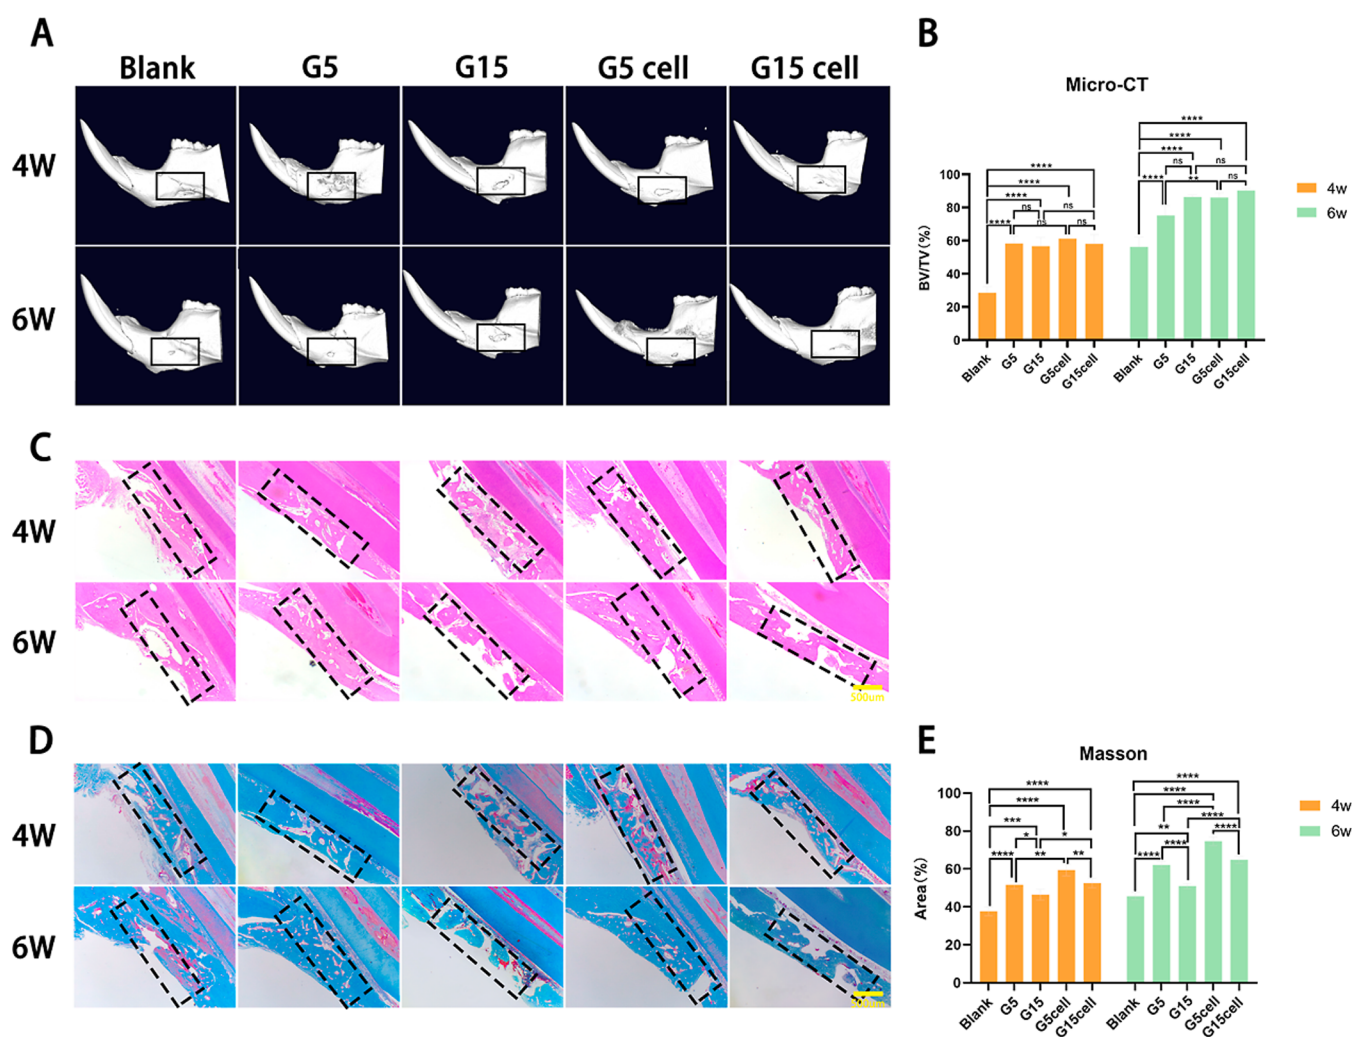 A
Blank G5 G15 G5 cell G15 cell
4W
6W
B
Micro-CT
BV/TV(%)
100
80
60
40
20
0
**** **** **** **** ns ns ns ns
**** **** **** **** ns ns ** ns
Blank G5 G15 G5cell G15cell Blank G5 G15 G5cell G15cell
4w
6w
C
4W
6W
500um
D
4W
6W
E
Masson
Area(%)
100
80
60
40
20
0
**** **** *** * * **** ** **
**** **** **** ** **** **** **** ****
Blank G5 G15 G5cell G15cell Blank G5 G15 G5cell G15cell
4w
6w